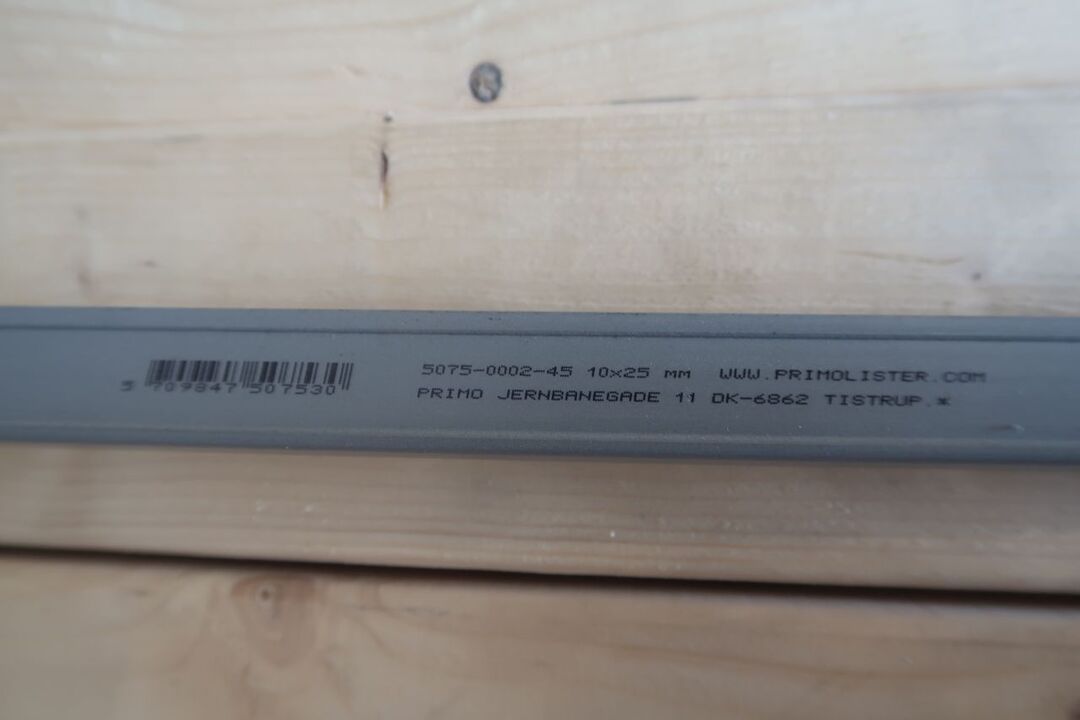 5 709847 507530
5075-0002-45 10x25 mm WWW.PRIMOLISTER.COM
PRIMO JERNBANEGADE 11 DK-6862 TISTRUP.*